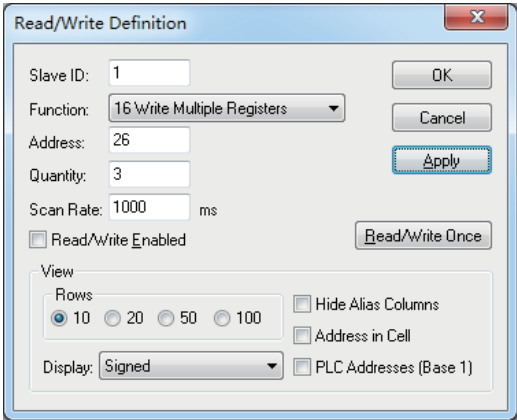 Read/Write Definition
Slave ID: 1
OK
Function: 16 Write Multiple Registers
Cancel
Address: 26
Apply
Quantity: 3
Scan Rate: 1000 ms
Read/Write Enabled
Read/Write Once
View
Rows
10 20 50 100
Hide Alias Columns
Address in Cell
Display: Signed
PLC Addresses (Base 1)